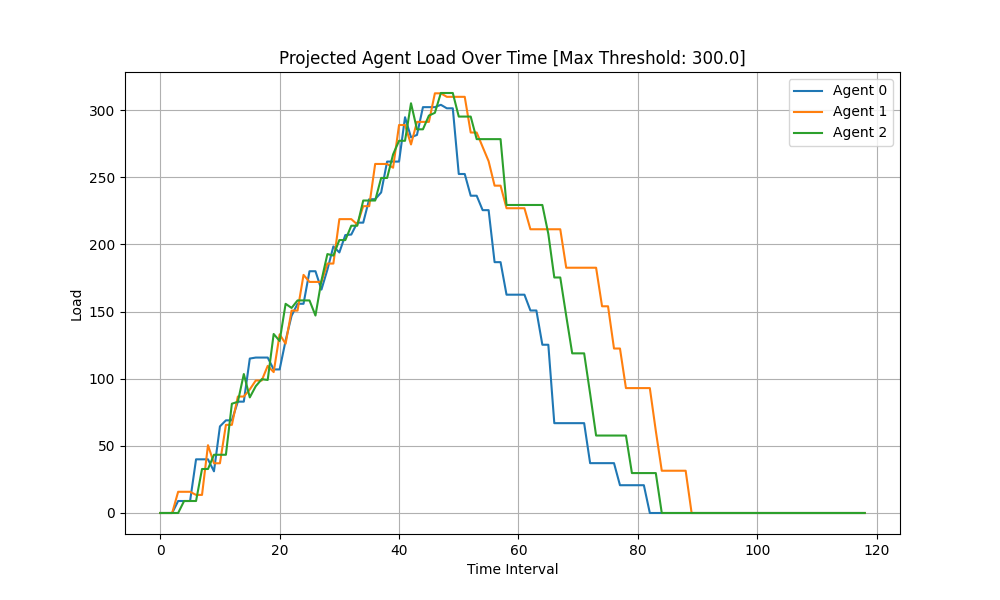 Projected Agent Load Over Time [Max Threshold: 300.0]
Agent 0
Agent 1
Agent 2
Load
300
250
200
150
100
50
0
0 20 40 60 80 100 120
Time Interval